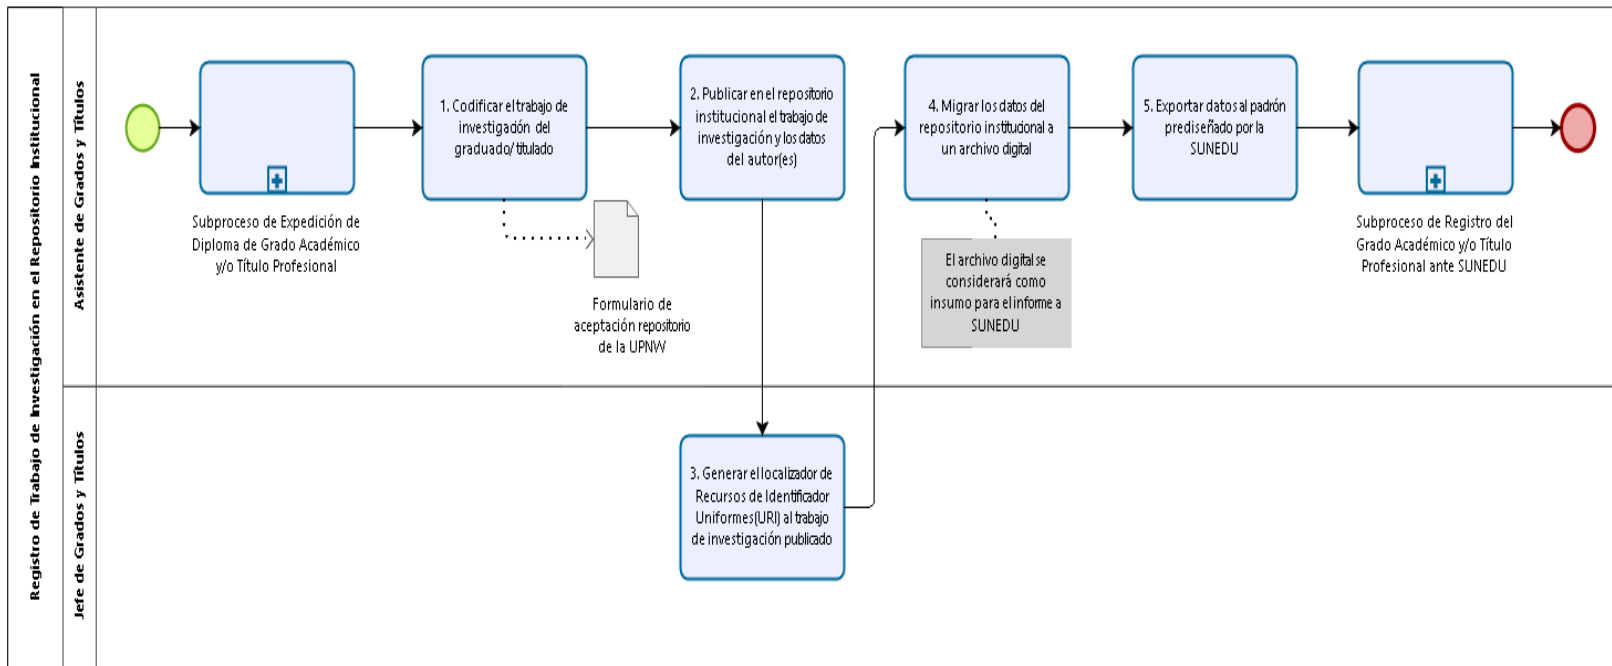 Registro de Trabajo de Investigación en el Repositorio Institucional
Asistente de Grados y Títulos
Subproceso de Expedición de
Diploma de Grado Académico
y/o Título Profesional
1. Codificar el trabajo de
investigación del
graduado/ titulado
Formulario de
aceptación repositorio
de la UPNW
2. Publicar en el repositorio
institucional el trabajo de
investigación y los datos
del autor(es)
4. Migrar los datos del
repositorio institucional a
un archivo digital
El archivo digital se
considerará como
insumo para el informe a
SUNEDU
5. Exportar datos al padrón
prediseñado por la
SUNEDU
Subproceso de Registro del
Grado Académico y/o Título
Profesional ante SUNEDU
Jefe de Grados y Títulos
3. Generar el localizador de
Recursos de Identificador
Uniformes(URI) al trabajo
de investigación publicado